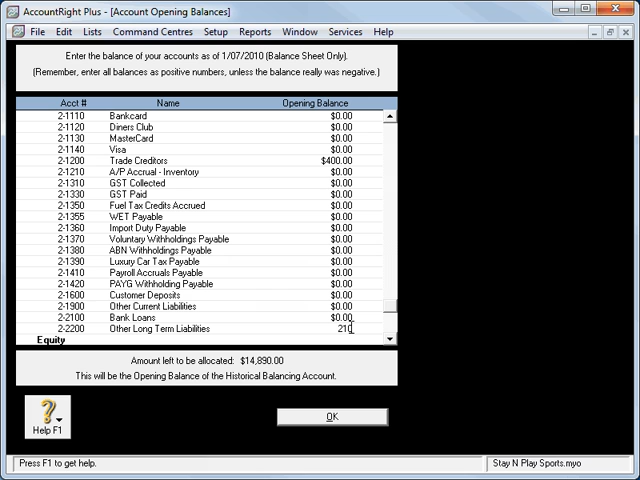 AccountRight Plus - [Account Opening Balances]
File Edit Lists Command Centres Setup Reports Window Services Help
Enter the balance of your accounts as of 1/07/2010 (Balance Sheet Only).
(Remember, enter all balances as positive numbers, unless the balance really was negative.)
Acct # Name Opening Balance
2-1110 Bankcard $0.00
2-1120 Diners Club $0.00
2-1130 MasterCard $0.00
2-1140 Visa $0.00
2-1200 Trade Creditors $400.00
2-1210 A/P Accrual - Inventory $0.00
2-1310 GST Collected $0.00
2-1330 GST Paid $0.00
2-1350 Fuel Tax Credits Accrued $0.00
2-1355 WET Payable $0.00
2-1360 Import Duty Payable $0.00
2-1370 Voluntary Withholdings Payable $0.00
2-1380 ABN Withholdings Payable $0.00
2-1390 Luxury Car Tax Payable $0.00
2-1410 Payroll Accruals Payable $0.00
2-1420 PAYG Withholding Payable $0.00
2-1600 Customer Deposits $0.00
2-1900 Other Current Liabilities $0.00
2-2100 Bank Loans $0.00
2-2200 Other Long Term Liabilities 210
Equity
Amount left to be allocated: $14,890.00
This will be the Opening Balance of the Historical Balancing Account.
Help F1
OK
Press F1 to get help. Stay N Play Sports.myo